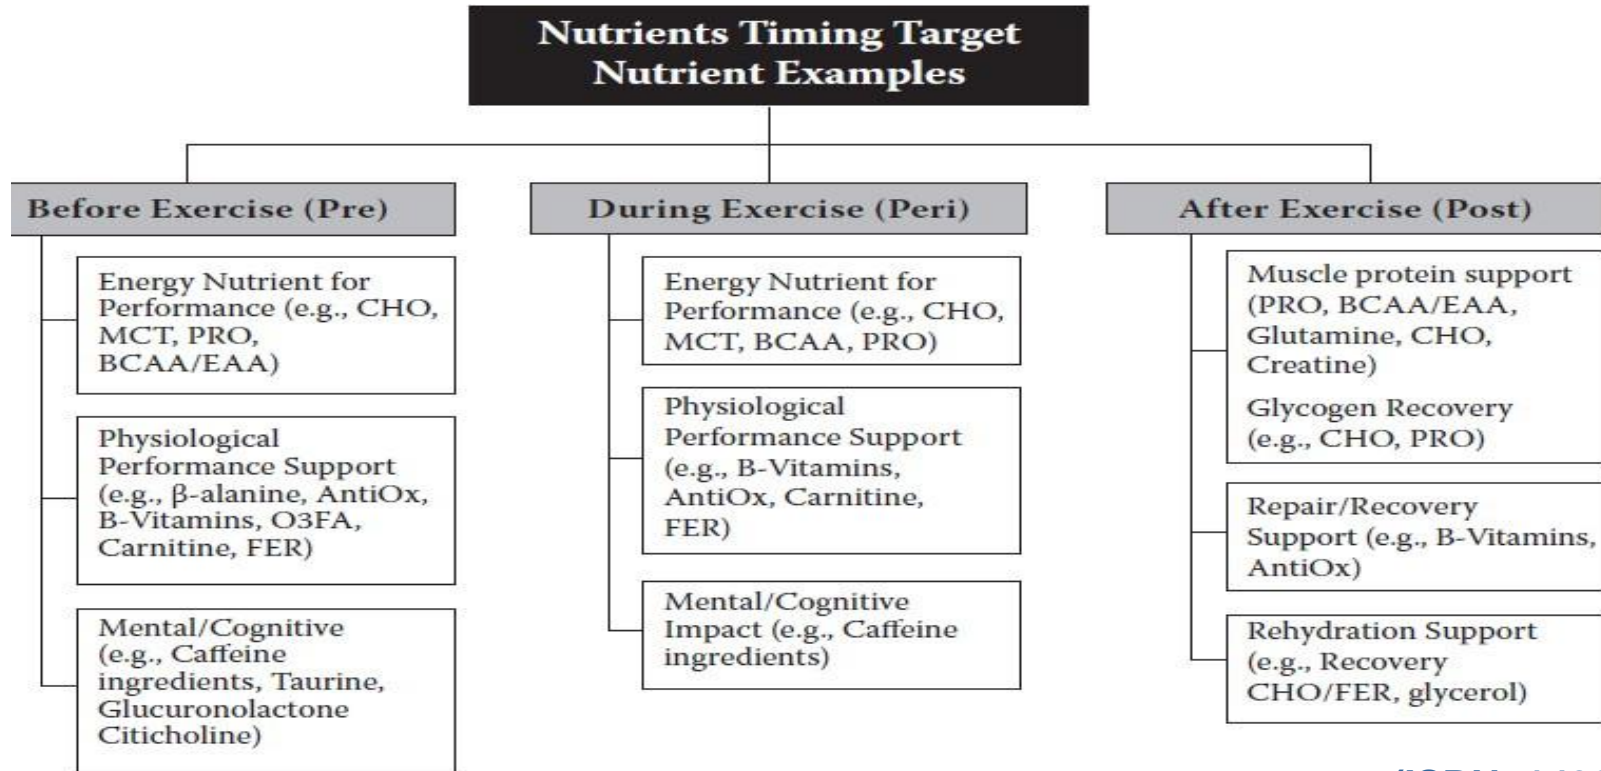 Nutrients Timing Target
Nutrient Examples
Before Exercise (Pre)
Energy Nutrient for
Performance (e.g., CHO,
MCT, PRO,
BCAA/EAA)
Physiological
Performance Support
(e.g., β-alanine, AntiOx,
B-Vitamins, O3FA,
Carnitine, FER)
Mental/Cognitive
(e.g., Caffeine
ingredients, Taurine,
Glucuronolactone
Citicholine)
During Exercise (Peri)
Energy Nutrient for
Performance (e.g., CHO,
MCT, BCAA, PRO)
Physiological
Performance Support
(e.g., B-Vitamins,
AntiOx, Carnitine,
FER)
Mental/Cognitive
Impact (e.g., Caffeine
ingredients)
After Exercise (Post)
Muscle protein support
(PRO, BCAA/EAA,
Glutamine, CHO,
Creatine)
Glycogen Recovery
(e.g., CHO, PRO)
Repair/Recovery
Support (e.g., B-Vitamins,
AntiOx)
Rehydration Support
(e.g., Recovery
CHO/FER, glycerol)